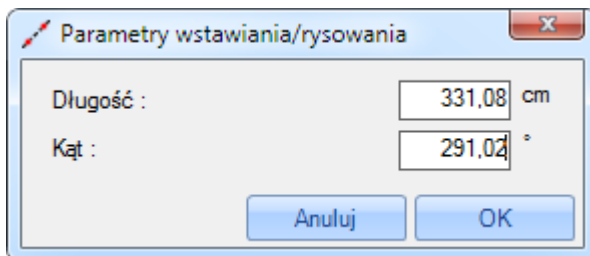 Parametry wstawiania/rysowania
Długość : 331,08 cm
Kąt : 291,02 °
Anuluj OK